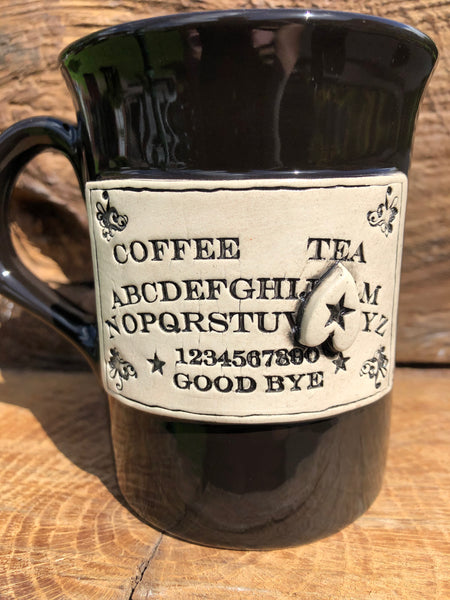 COFFEE TEA
ABCDEFGHI M
NOPQRSTUV YZ
1234567890
GOOD BYE